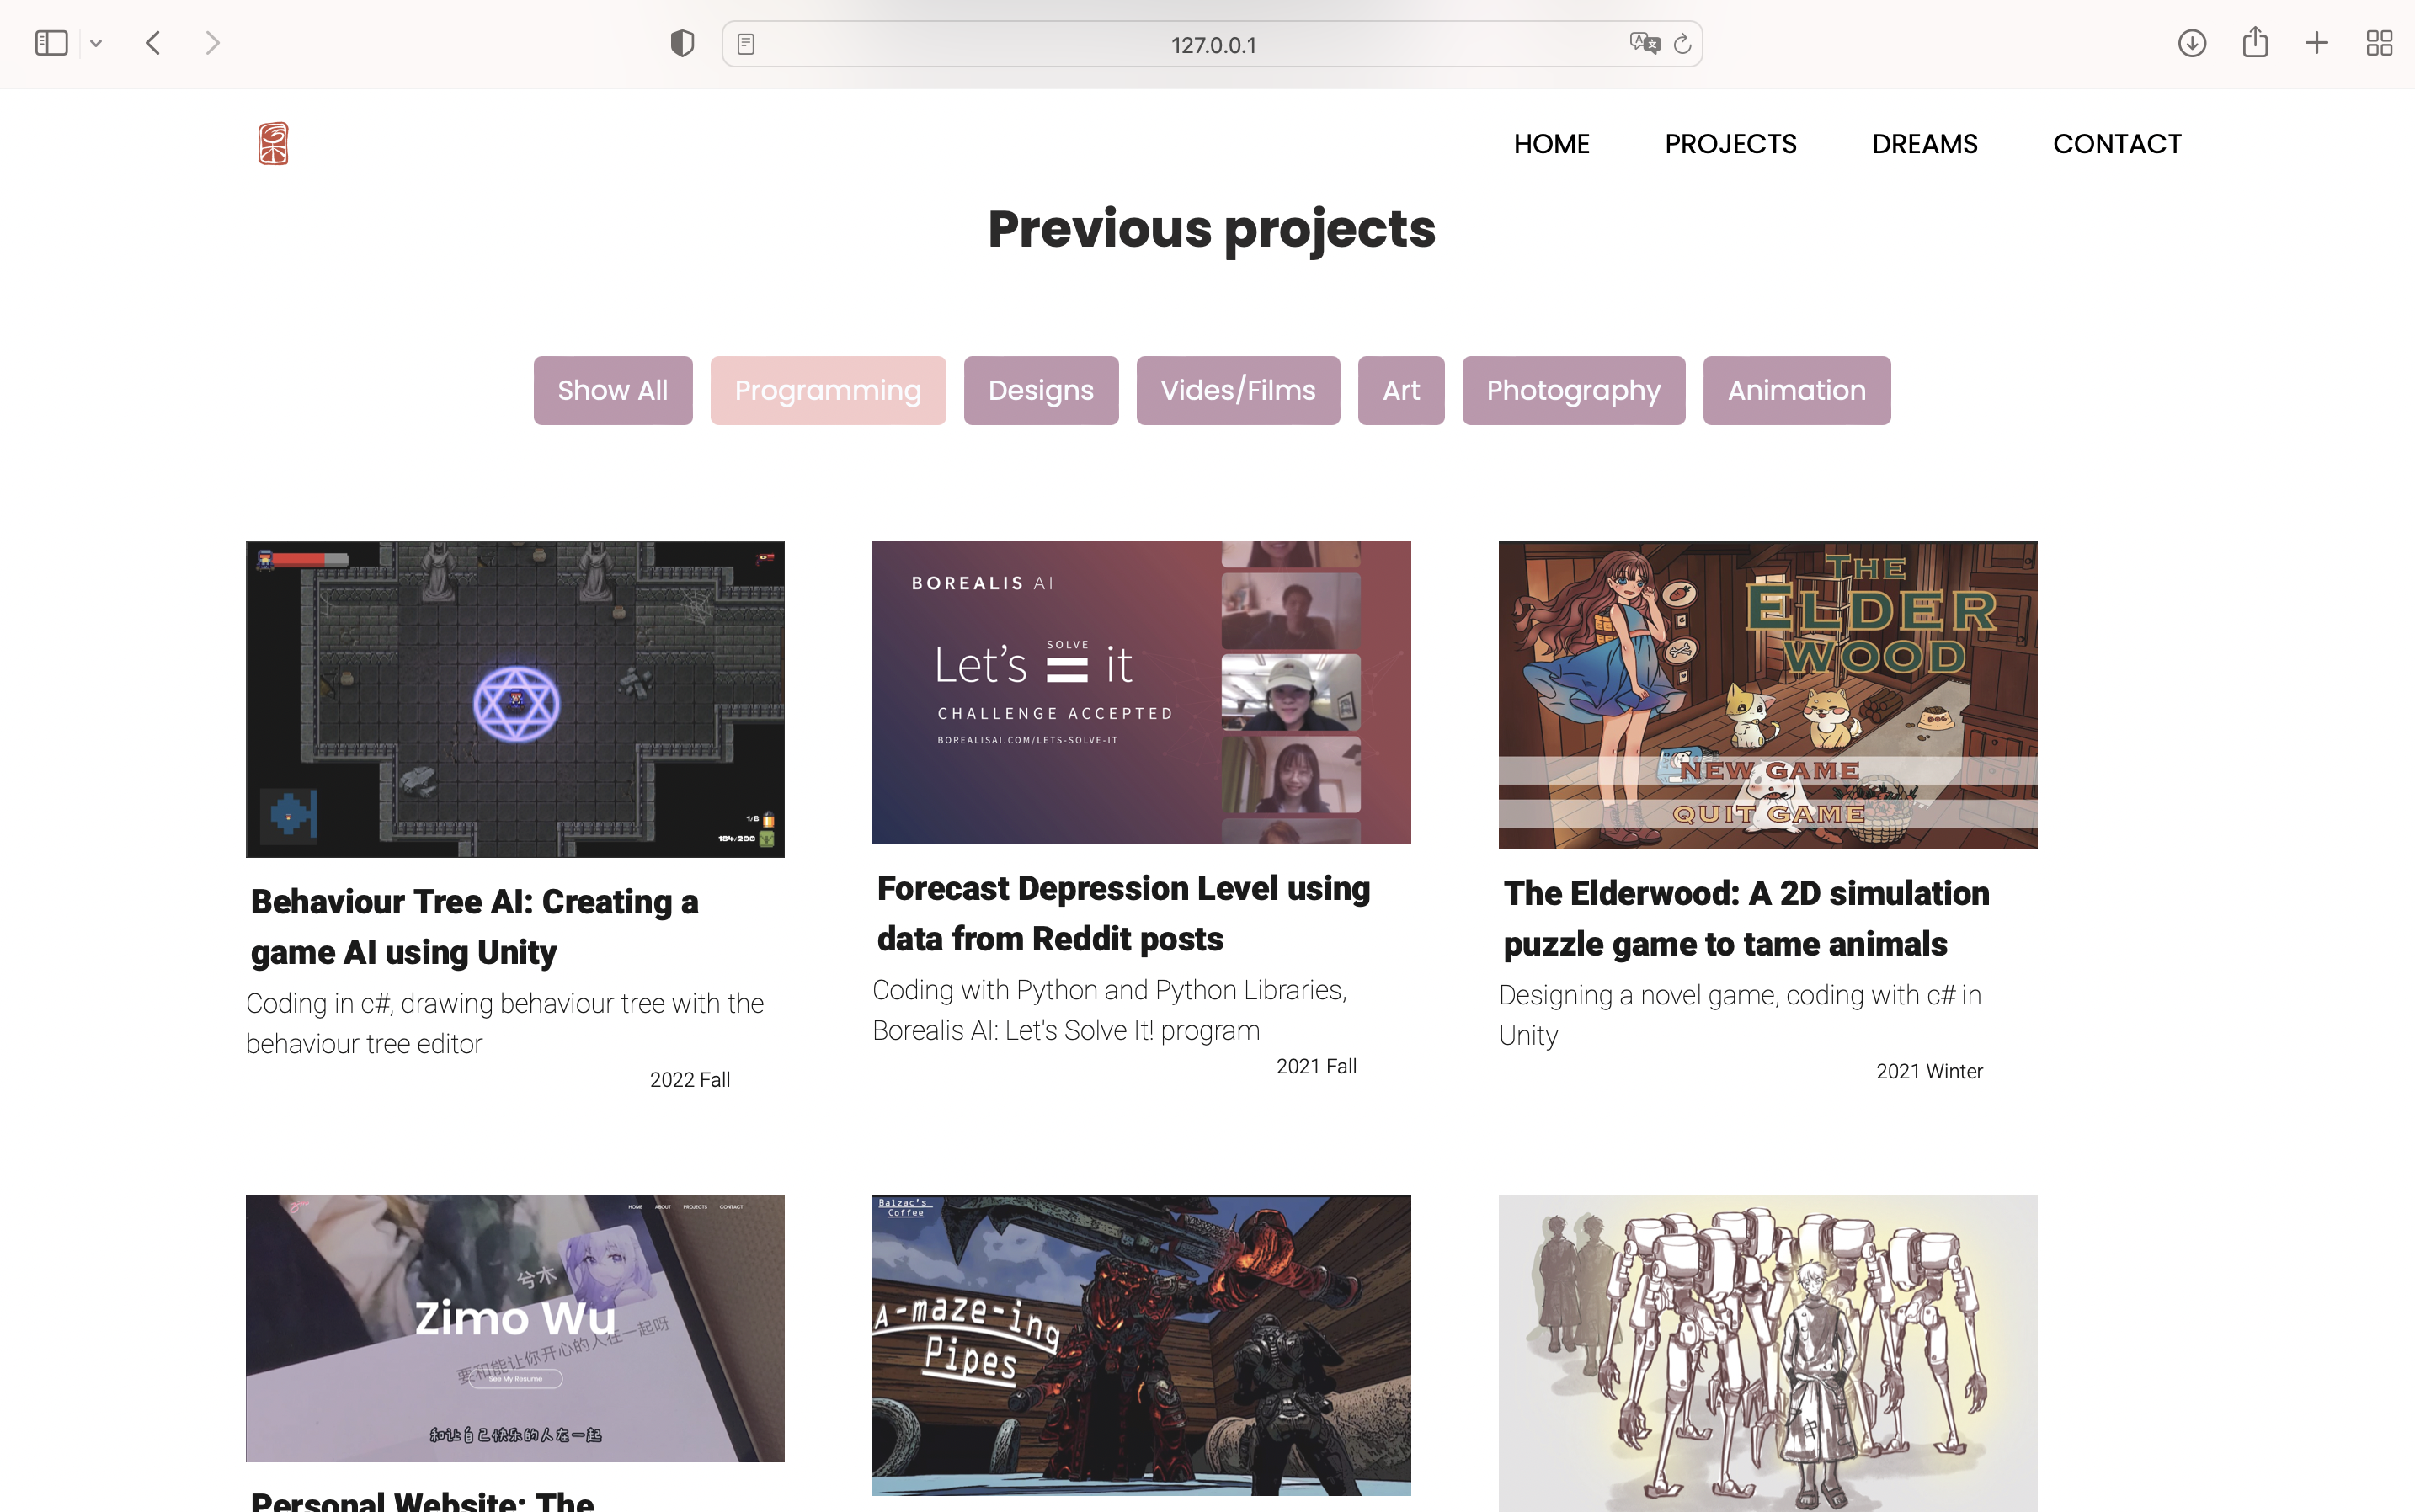 127.0.0.1
HOME PROJECTS DREAMS CONTACT
Previous projects
Show All Programming Designs Vides/Films Art Photography Animation
1/8
184/200
BOREALIS AI
SOLVE
Let's = it
CHALLENGE ACCEPTED
BOREALISAI.COM/LETS-SOLVE-IT
THE
ELDER
WOOD
NEW GAME
QUIT GAME
Behaviour Tree AI: Creating a
game AI using Unity
Coding in c#, drawing behaviour tree with the
behaviour tree editor
2022 Fall
Forecast Depression Level using
data from Reddit posts
Coding with Python and Python Libraries,
Borealis AI: Let's Solve It! program
2021 Fall
The Elderwood: A 2D simulation
puzzle game to tame animals
Designing a novel game, coding with c# in
Unity
2021 Winter
HOME ABOUT PROJECTS CONTACT
兮木
Zimo Wu
要和能让你开心的人在一起呀
See My Resume
和让自己快乐的人在一起
Balzac's
Coffee
A-maze-ing
Pipes
Personal Website: The